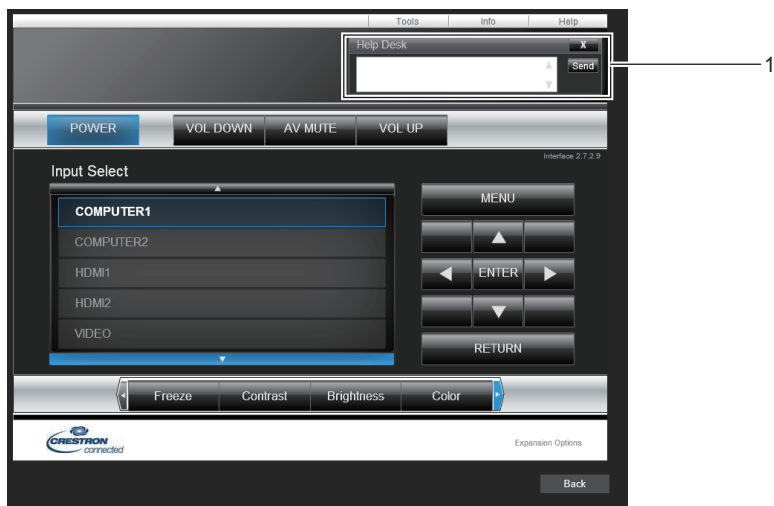 Tools Info Help
Help Desk X
Send
1
POWER VOL DOWN AV MUTE VOL UP
Interface 2.7.2.9
Input Select
COMPUTER1
COMPUTER2
HDMI1
HDMI2
VIDEO
MENU
ENTER
RETURN
Freeze Contrast Brightness Color
CRESTRON
connected
Expansion Options
Back